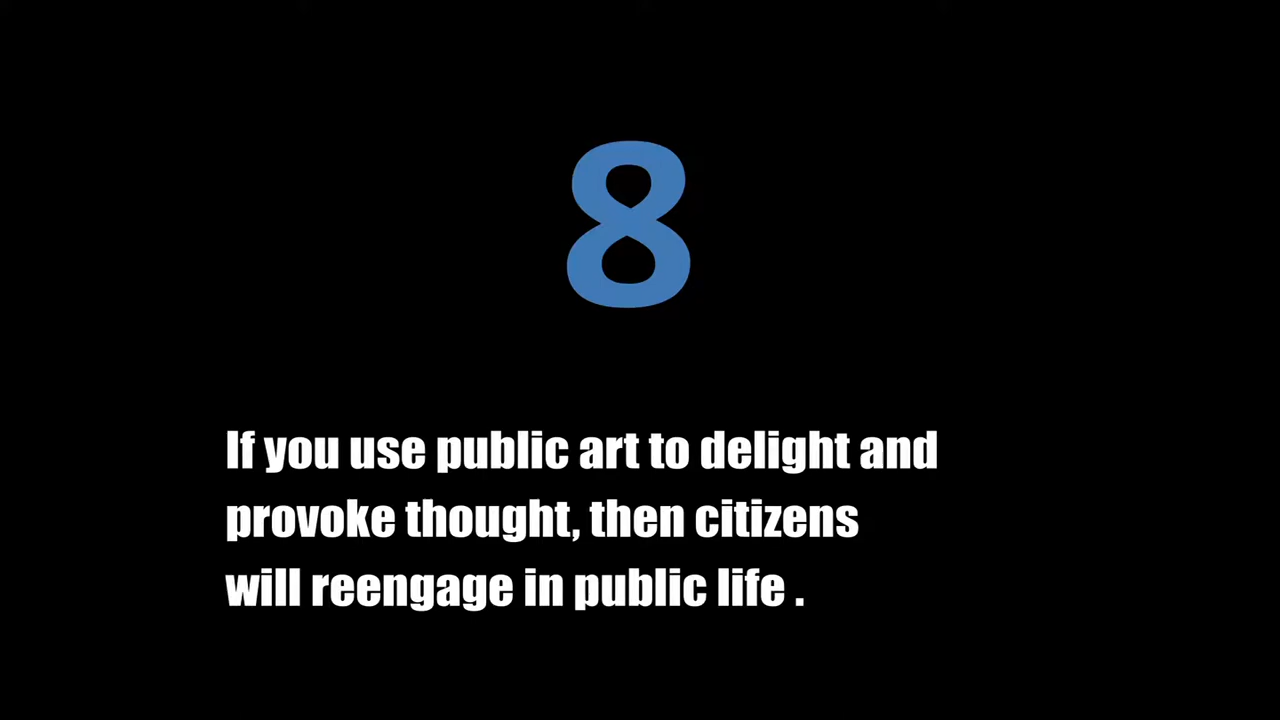 8
If you use public art to delight and
provoke thought, then citizens
will reengage in public life .